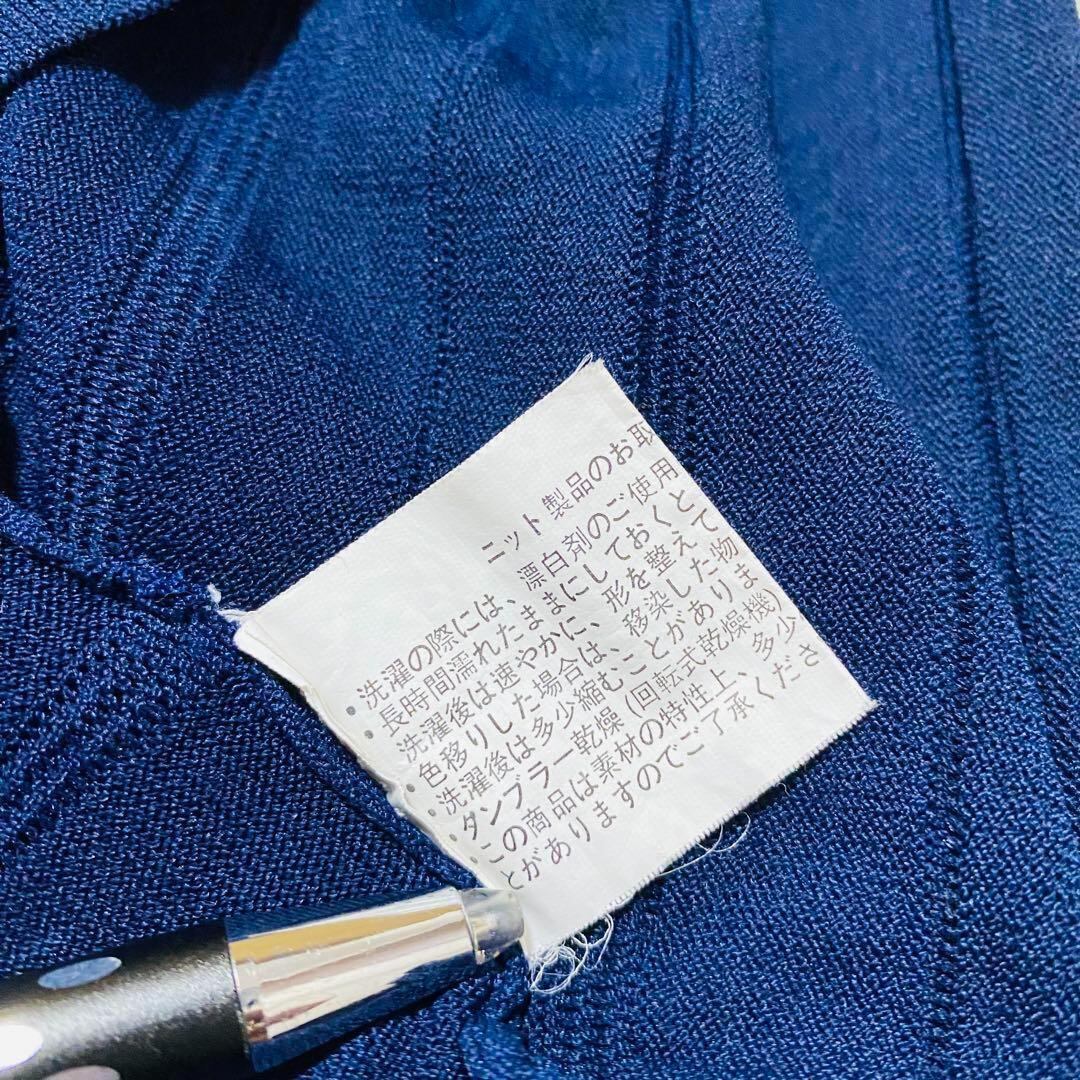 ニット製品のお取
・洗濯の際には、漂白剤のご使用
・長時間濡れたままにしておくと
・洗濯後は速やかに、形を整えて
・色移りした場合は、移染した物
・洗濯後は多少縮むことがありま
・タンブラー乾燥(回転式乾燥機)
・この商品は素材の特性上、多少
とがありますのでご了承くださ